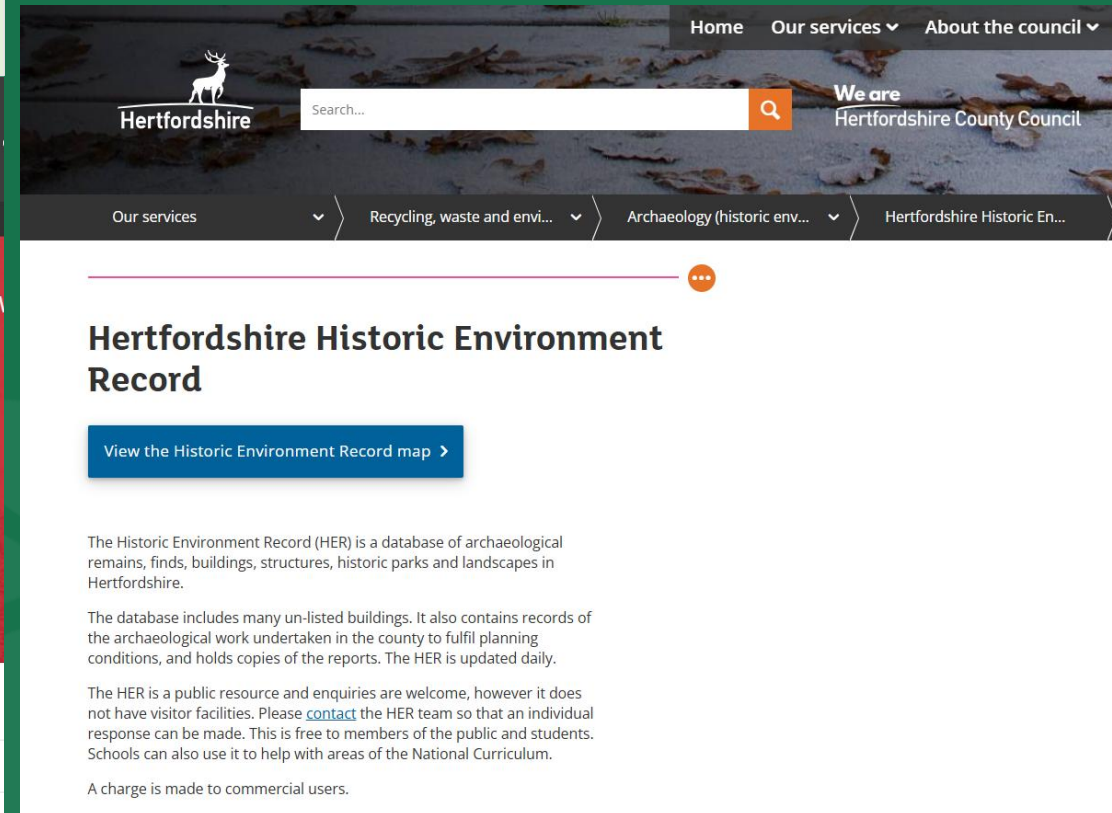 Home Our services About the council
Hertfordshire
Search...
We are
Hertfordshire County Council
Our services
Recycling, waste and envi...
Archaeology (historic env...
Hertfordshire Historic En...
Hertfordshire Historic Environment
Record
View the Historic Environment Record map
The Historic Environment Record (HER) is a database of archaeological
remains, finds, buildings, structures, historic parks and landscapes in
Hertfordshire.
The database includes many un-listed buildings. It also contains records of
the archaeological work undertaken in the county to fulfil planning
conditions, and holds copies of the reports. The HER is updated daily.
The HER is a public resource and enquiries are welcome, however it does
not have visitor facilities. Please contact the HER team so that an individual
response can be made. This is free to members of the public and students.
Schools can also use it to help with areas of the National Curriculum.
A charge is made to commercial users.